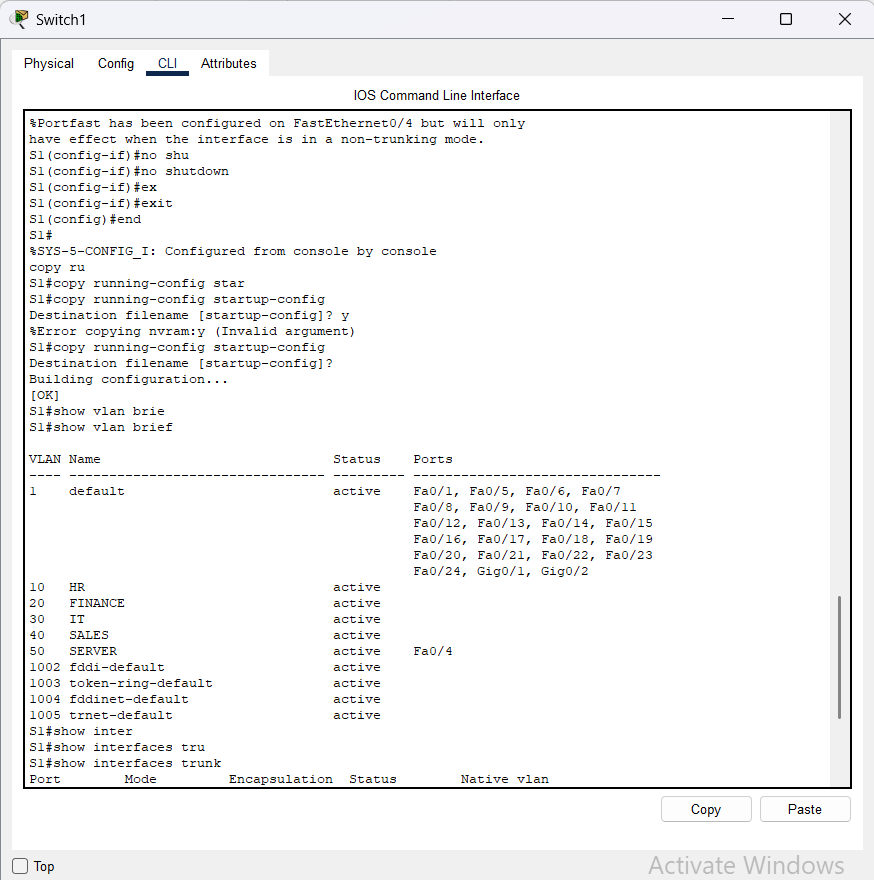 Switch1
Physical Config CLI Attributes
IOS Command Line Interface
%Portfast has been configured on FastEthernet0/4 but will only
have effect when the interface is in a non-trunking mode.
S1(config-if)#no shu
S1(config-if)#no shutdown
S1(config-if)#ex
S1(config-if)#exit
S1(config)#end
S1#
%SYS-5-CONFIG_I: Configured from console by console
copy ru
S1#copy running-config star
S1#copy running-config startup-config
Destination filename [startup-config]? y
%Error copying nvram:y (Invalid argument)
S1#copy running-config startup-config
Destination filename [startup-config]?
Building configuration...
[OK]
S1#show vlan brie
S1#show vlan brief
VLAN Name Status Ports
---- -------------------------------- --------- -------------------------------
1 default active Fa0/1, Fa0/5, Fa0/6, Fa0/7
Fa0/8, Fa0/9, Fa0/10, Fa0/11
Fa0/12, Fa0/13, Fa0/14, Fa0/15
Fa0/16, Fa0/17, Fa0/18, Fa0/19
Fa0/20, Fa0/21, Fa0/22, Fa0/23
Fa0/24, Gig0/1, Gig0/2
10 HR active
20 FINANCE active
30 IT active
40 SALES active
50 SERVER active Fa0/4
1002 fddi-default active
1003 token-ring-default active
1004 fddinet-default active
1005 trnet-default active
S1#show inter
S1#show interfaces tru
S1#show interfaces trunk
Port Mode Encapsulation Status Native vlan
Copy Paste
Top
Activate Windows